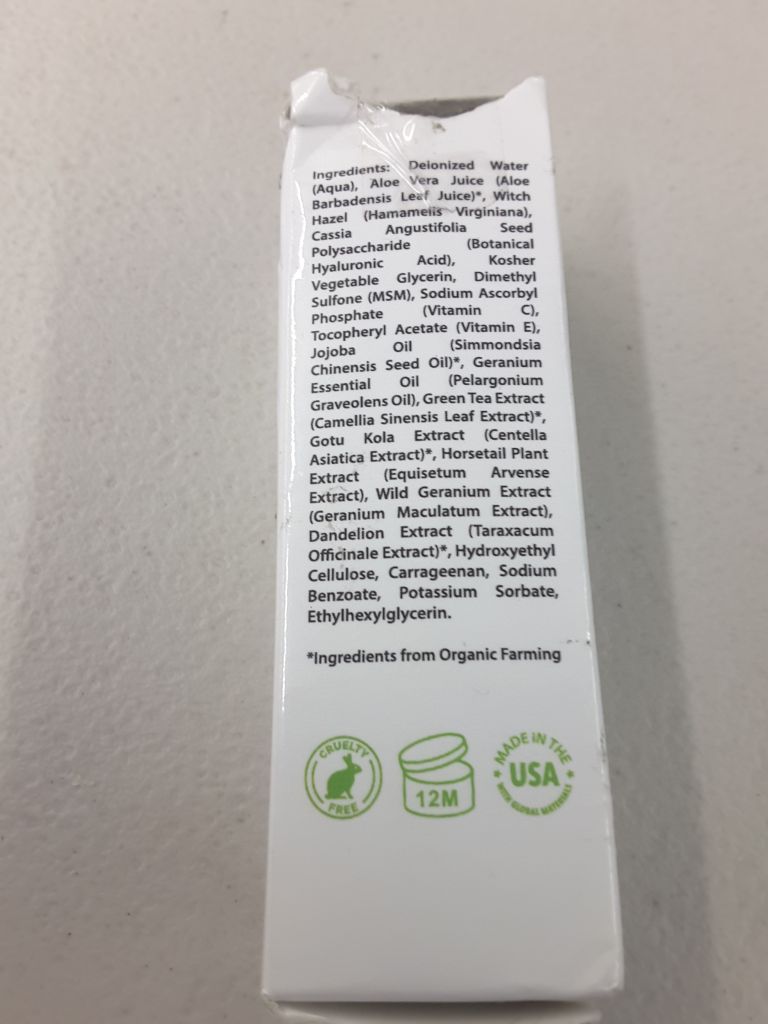 Ingredients: Deionized Water
(Aqua), Aloe Vera Juice (Aloe
Barbadensis Leaf Juice)*, Witch
Hazel (Hamamelis Virginiana),
Cassia Angustifolia Seed
Polysaccharide (Botanical
Hyaluronic Acid), Kosher
Vegetable Glycerin, Dimethyl
Sulfone (MSM), Sodium Ascorbyl
Phosphate (Vitamin C),
Tocopheryl Acetate (Vitamin E),
Jojoba Oil (Simmondsia
Chinensis Seed Oil)*, Geranium
Essential Oil (Pelargonium
Graveolens Oil), Green Tea Extract
(Camellia Sinensis Leaf Extract)*,
Gotu Kola Extract (Centella
Asiatica Extract)*, Horsetail Plant
Extract (Equisetum Arvense
Extract), Wild Geranium Extract
(Geranium Maculatum Extract),
Dandelion Extract (Taraxacum
Officinale Extract)*, Hydroxyethyl
Cellulose, Carrageenan, Sodium
Benzoate, Potassium Sorbate,
Ethylhexylglycerin.
*Ingredients from Organic Farming
CRUELTY
FREE
12M
MADE IN THE
USA
WITH GLOBAL MATERIALS